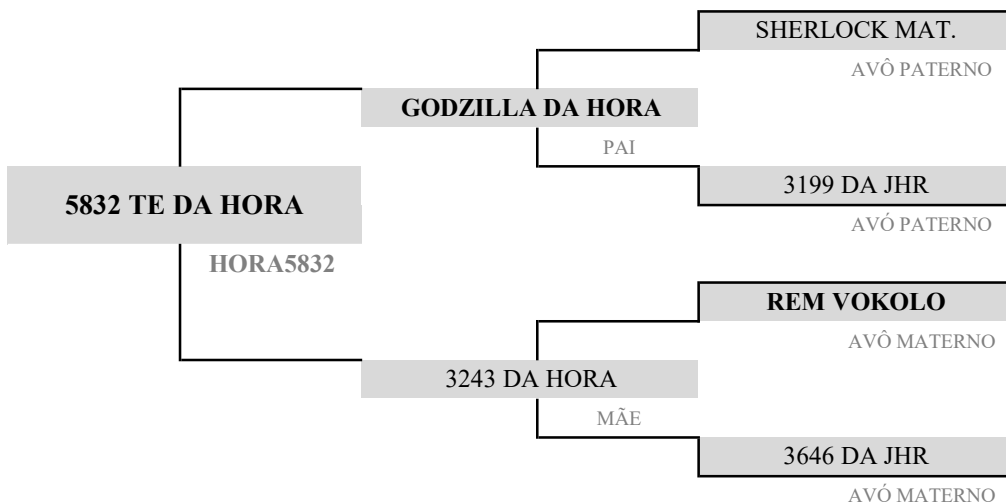 SHERLOCK MAT.
AVÔ PATERNO
GODZILLA DA HORA
PAI
3199 DA JHR
AVÓ PATERNO
5832 TE DA HORA
HORA5832
REM VOKOLO
AVÔ MATERNO
3243 DA HORA
MÃE
3646 DA JHR
AVÓ MATERNO